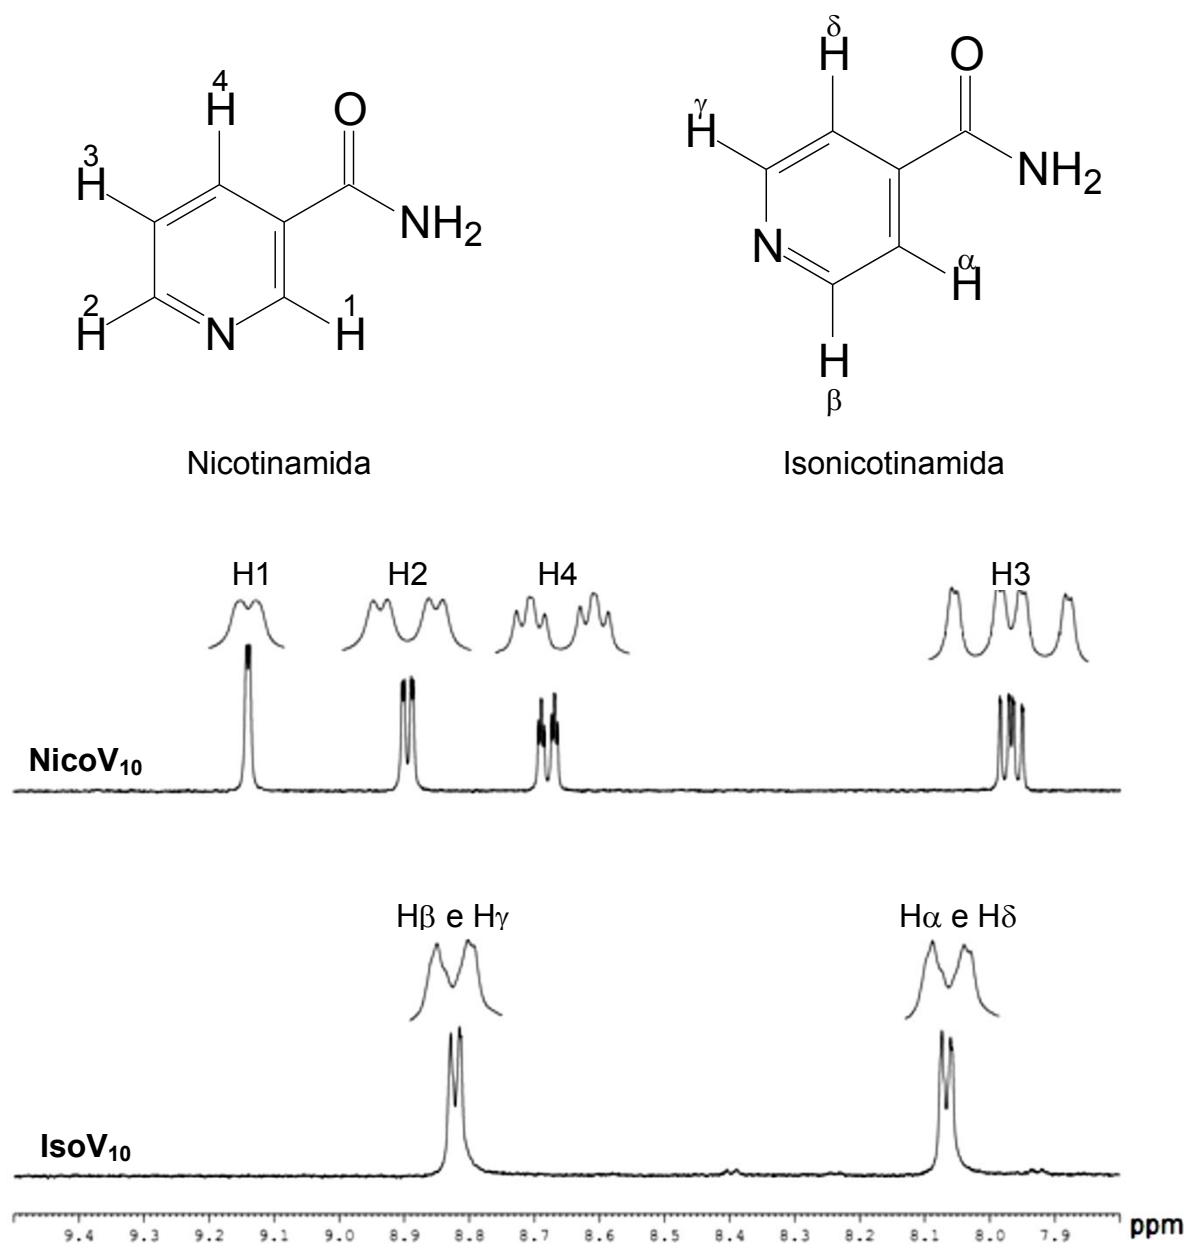 4
H
O
3
H
NH2
2
H
N
1
H
Nicotinamida
δ
H
O
γ
H
NH2
N
α
H
H
β
Isonicotinamida
H1 H2 H4 H3
NicoV10
Hβ e Hγ Hα e Hδ
IsoV10
9.4 9.3 9.2 9.1 9.0 8.9 8.8 8.7 8.6 8.5 8.4 8.3 8.2 8.1 8.0 7.9 ppm